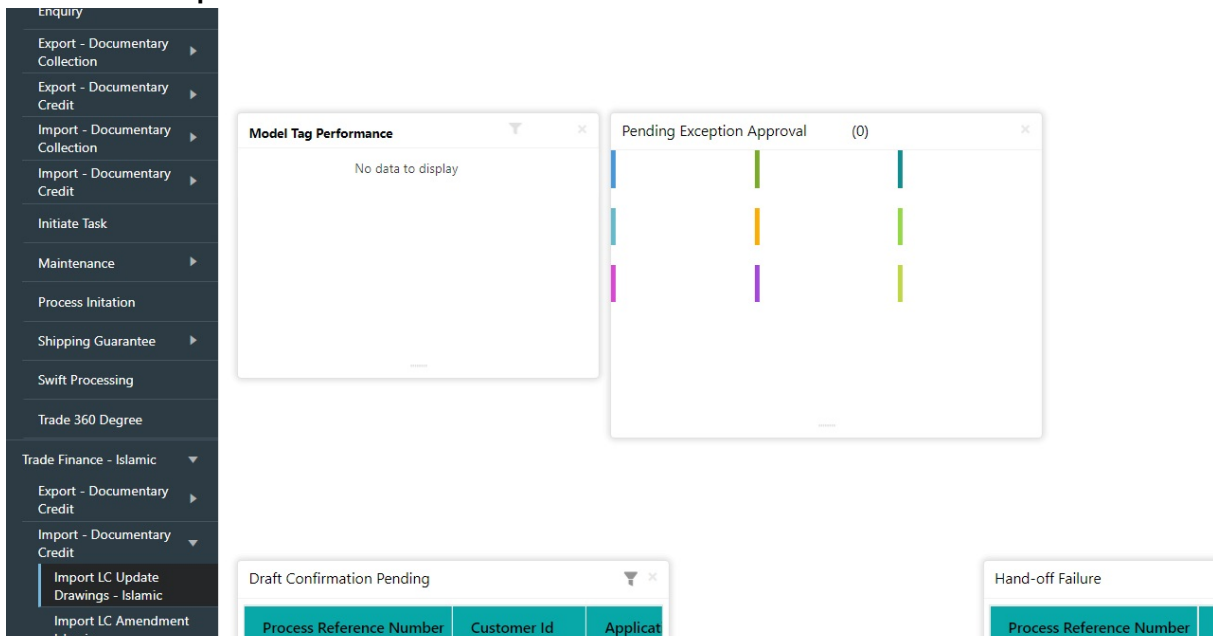 Enquiry
Export - Documentary
Collection
Export - Documentary
Credit
Import - Documentary
Collection
Import - Documentary
Credit
Initiate Task
Maintenance
Process Initation
Shipping Guarantee
Swift Processing
Trade 360 Degree
Trade Finance - Islamic
Export - Documentary
Credit
Import - Documentary
Credit
Import LC Update
Drawings - Islamic
Import LC Amendment
Model Tag Performance
No data to display
Pending Exception Approval (0)
Draft Confirmation Pending
Process Reference Number Customer Id Applicat
Hand-off Failure
Process Reference Number